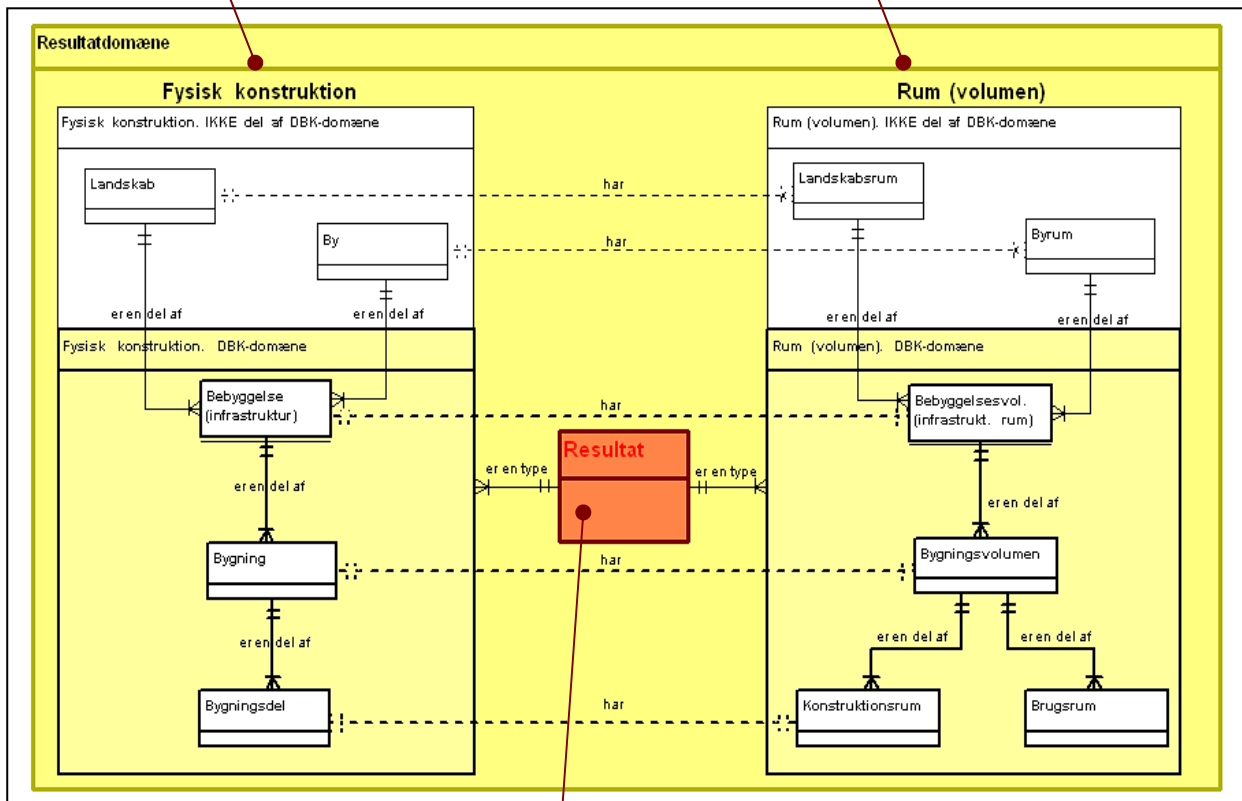 Resultatdomæne
Fysisk konstruktion
Rum (volumen)
Fysisk konstruktion. IKKE del af DBK-domæne
Rum (volumen). IKKE del af DBK-domæne
Landskab
har
Landskabsrum
By
har
Byrum
er en del af
er en del af
er en del af
er en del af
Fysisk konstruktion. DBK-domæne
Rum (volumen). DBK-domæne
Bebyggelse
(infrastruktur)
har
Bebyggelsesvol.
(infrastrukt. rum)
Resultat
er en type
er en type
er en del af
er en del af
Bygning
har
Bygningsvolumen
er en del af
er en del af
er en del af
Bygningsdel
har
Konstruktionsrum
Brugsrum